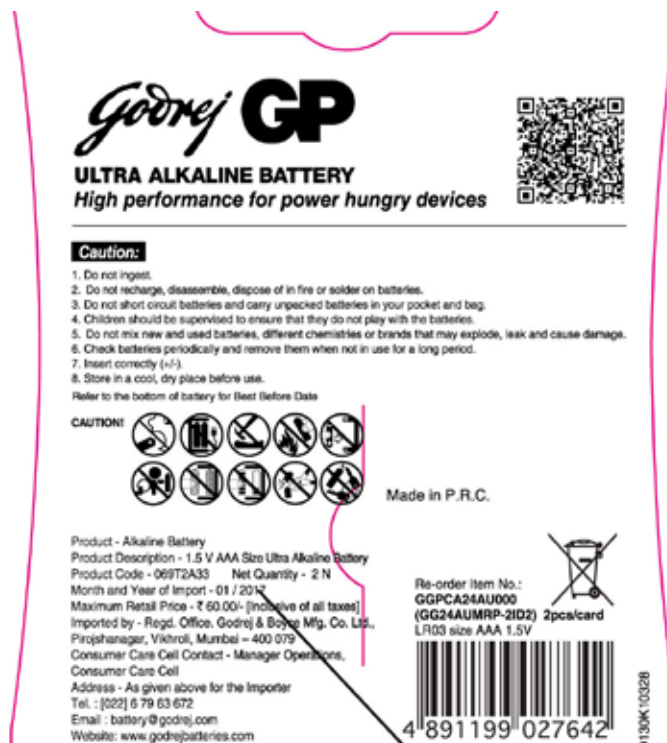 Godrej GP
ULTRA ALKALINE BATTERY
High performance for power hungry devices
Caution:
1. Do not ingest.
2. Do not recharge, disassemble, dispose of in fire or solder on batteries.
3. Do not short circuit batteries and carry unpacked batteries in your pocket and bag.
4. Children should be supervised to ensure that they do not play with the batteries.
5. Do not mix new and used batteries, different chemistries or brands that may explode, leak and cause damage.
6. Check batteries periodically and remove them when not in use for a long period.
7. Insert correctly (+/-).
8. Store in a cool, dry place before use.
Refer to the bottom of battery for Best Before Date
CAUTION!
Made in P.R.C.
Product - Alkaline Battery
Product Description - 1.5 V AAA Size Ultra Alkaline Battery
Product Code - 069T2A33 Net Quantity - 2 N
Month and Year of Import - 01 / 2017
Maximum Retail Price - ₹ 60.00/- [Inclusive of all taxes]
Imported by - Regd. Office. Godrej & Boyce Mfg. Co. Ltd.,
Pirojshanagar, Vikhroli, Mumbai – 400 079
Consumer Care Cell Contact - Manager Operations,
Consumer Care Cell
Address - As given above for the Importer
Tel. : [022] 6 79 63 672
Email : battery@godrej.com
Website: www.godrejbatteries.com
Re-order Item No.:
GGPCA24AU000
(GG24AUMRP-2ID2) 2pcs/card
LR03 size AAA 1.5V
4 891199 027642
0130K10328